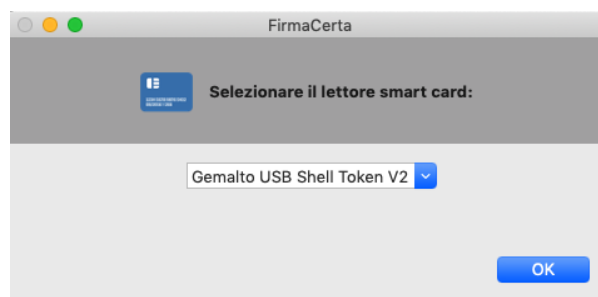 FirmaCerta
Selezionare il lettore smart card:
Gemalto USB Shell Token V2
OK